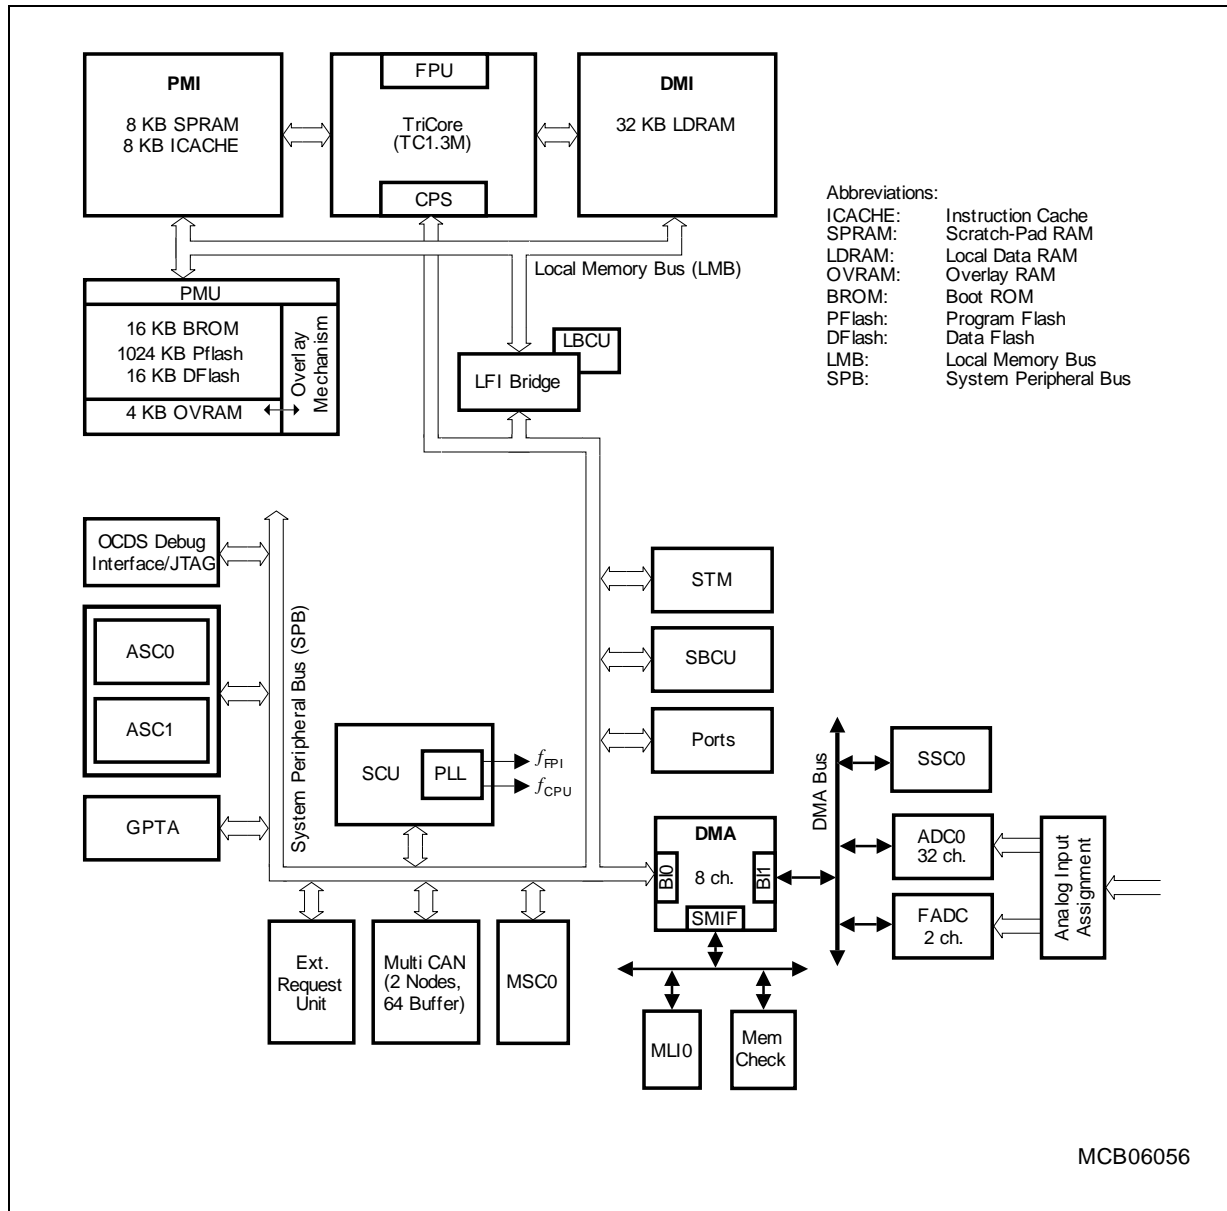 FPU
PMI
DMI
8 KB SPRAM
8 KB ICACHE
TriCore
(TC1.3M)
32 KB LDRAM
CPS
Abbreviations:
ICACHE: Instruction Cache
SPRAM: Scratch-Pad RAM
LDRAM: Local Data RAM
OVRAM: Overlay RAM
BROM: Boot ROM
PFlash: Program Flash
DFlash: Data Flash
LMB: Local Memory Bus
SPB: System Peripheral Bus
Local Memory Bus (LMB)
PMU
16 KB BROM
1024 KB Pflash
16 KB DFlash
4 KB OVRAM
Overlay
Mechanism
LBCU
LFI Bridge
OCDS Debug
Interface/JTAG
ASC0
ASC1
GPTA
System Peripheral Bus (SPB)
STM
SBCU
Ports
SCU
PLL
fFPI
fCPU
DMA
8 ch.
BI0
BI1
SMIF
DMA Bus
SSC0
ADC0
32 ch.
FADC
2 ch.
Analog Input
Assignment
Ext.
Request
Unit
Multi CAN
(2 Nodes,
64 Buffer)
MSC0
MLI0
Mem
Check
MCB06056